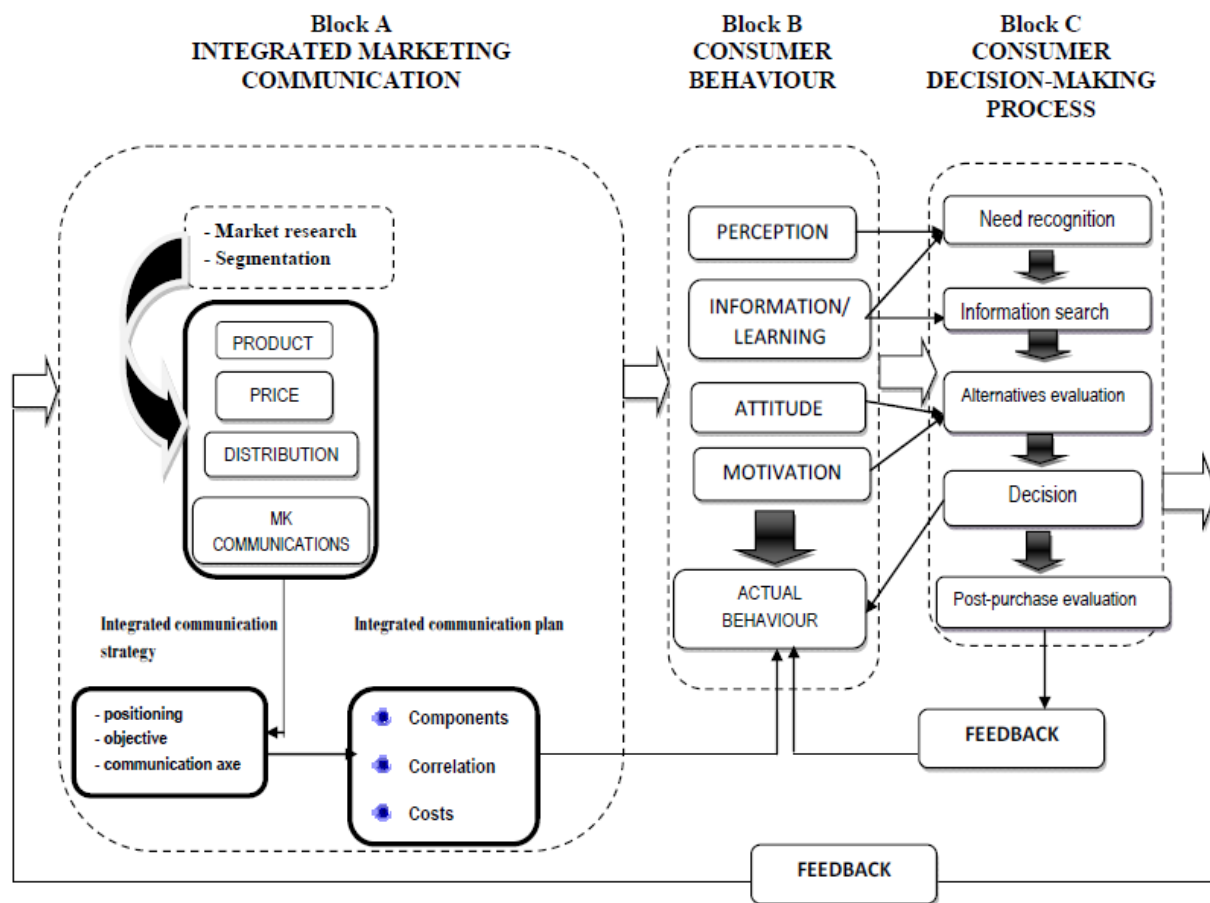 Block A
INTEGRATED MARKETING
COMMUNICATION
Block B
CONSUMER
BEHAVIOUR
Block C
CONSUMER
DECISION-MAKING
PROCESS
- Market research
- Segmentation
PRODUCT
PRICE
DISTRIBUTION
MK
COMMUNICATIONS
Integrated communication
strategy
Integrated communication plan
- positioning
- objective
- communication axe
Components
Correlation
Costs
PERCEPTION
INFORMATION/
LEARNING
ATTITUDE
MOTIVATION
ACTUAL
BEHAVIOUR
Need recognition
Information search
Alternatives evaluation
Decision
Post-purchase evaluation
FEEDBACK
FEEDBACK